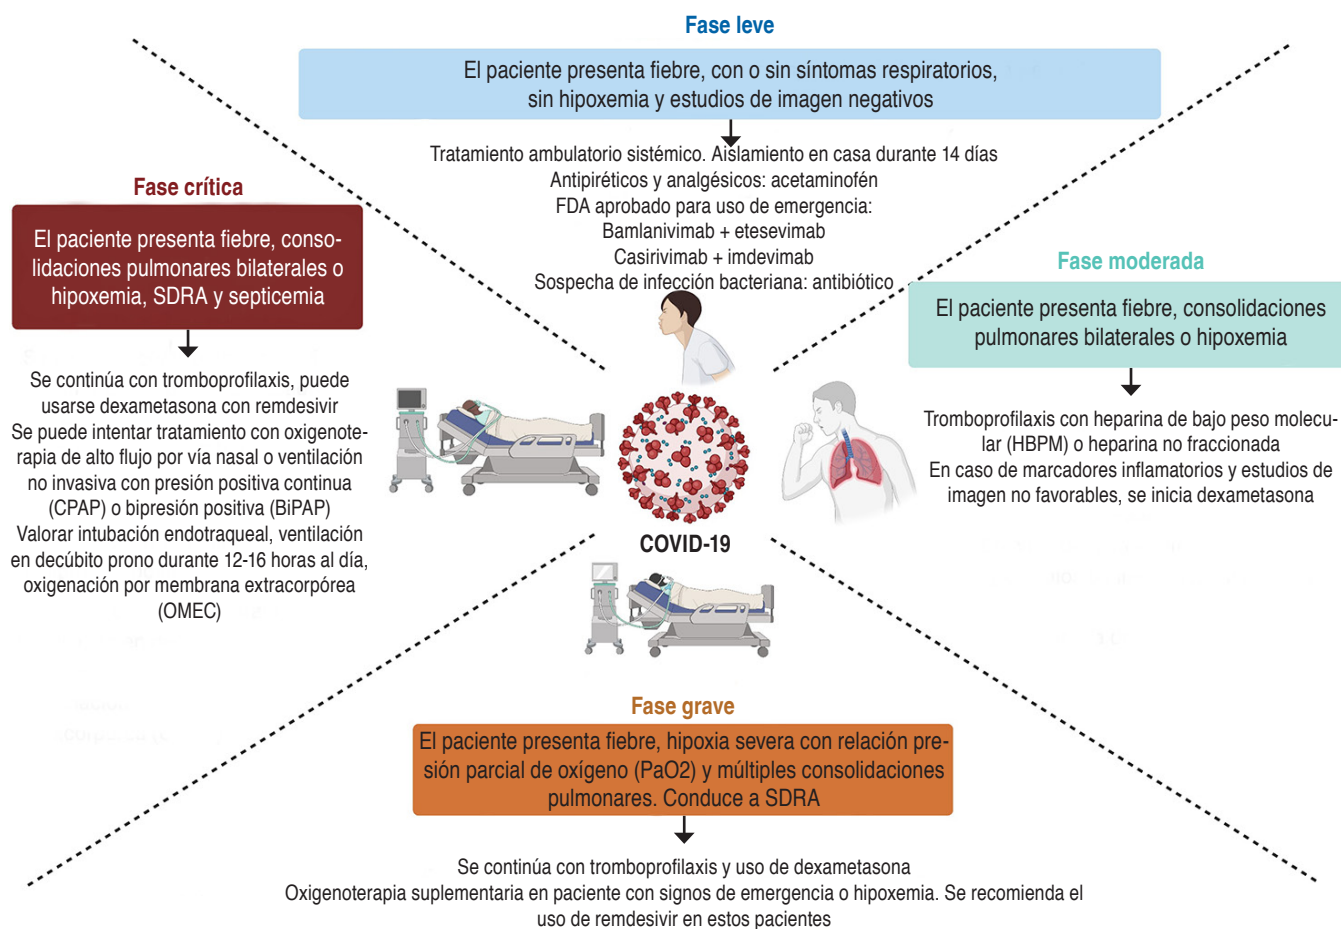 Fase leve
El paciente presenta fiebre, con o sin síntomas respiratorios,
sin hipoxemia y estudios de imagen negativos
Tratamiento ambulatorio sistémico. Aislamiento en casa durante 14 días
Antipiréticos y analgésicos: acetaminofén
FDA aprobado para uso de emergencia:
Bamlanivimab + etesevimab
Casirivimab + imdevimab
Sospecha de infección bacteriana: antibiótico
Fase crítica
El paciente presenta fiebre, conso-
lidaciones pulmonares bilaterales o
hipoxemia, SDRA y septicemia
Se continúa con tromboprofilaxis, puede
usarse dexametasona con remdesivir
Se puede intentar tratamiento con oxigenote-
rapia de alto flujo por vía nasal o ventilación
no invasiva con presión positiva continua
(CPAP) o bipresión positiva (BiPAP)
Valorar intubación endotraqueal, ventilación
en decúbito prono durante 12-16 horas al día,
oxigenación por membrana extracorpórea
(OMEC)
Fase moderada
El paciente presenta fiebre, consolidaciones
pulmonares bilaterales o hipoxemia
Tromboprofilaxis con heparina de bajo peso molecu-
lar (HBPM) o heparina no fraccionada
En caso de marcadores inflamatorios y estudios de
imagen no favorables, se inicia dexametasona
COVID-19
Fase grave
El paciente presenta fiebre, hipoxia severa con relación pre-
sión parcial de oxígeno (PaO2) y múltiples consolidaciones
pulmonares. Conduce a SDRA
Se continúa con tromboprofilaxis y uso de dexametasona
Oxigenoterapia suplementaria en paciente con signos de emergencia o hipoxemia. Se recomienda el
uso de remdesivir en estos pacientes